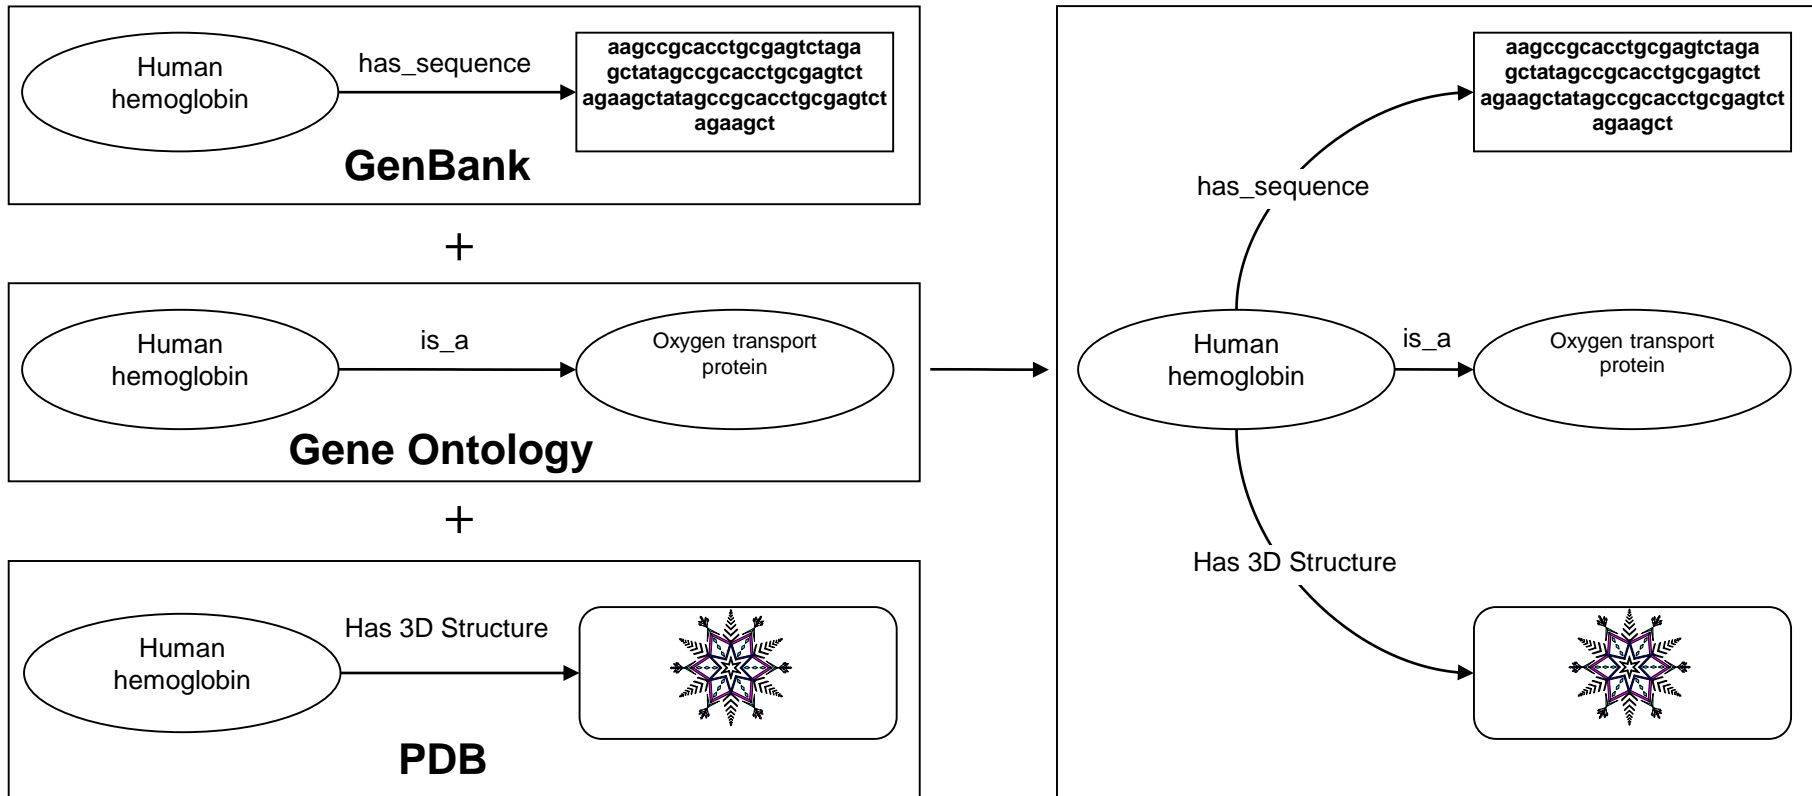 Human
hemoglobin
has_sequence
aagccgcacctgcgagtctaga
gctatagccgcacctgcgagtct
agaagctatagccgcacctgcgagtct
agaagct
GenBank
+
Human
hemoglobin
is_a
Oxygen transport
protein
Gene Ontology
+
Human
hemoglobin
Has 3D Structure
PDB
aagccgcacctgcgagtctaga
gctatagccgcacctgcgagtct
agaagctatagccgcacctgcgagtct
agaagct
has_sequence
Human
hemoglobin
is_a
Oxygen transport
protein
Has 3D Structure